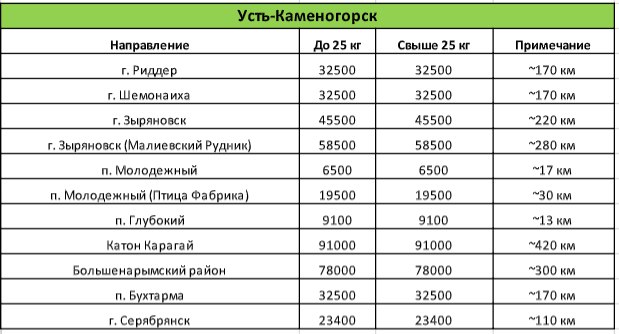 Усть-Каменогорск
Направление До 25 кг Свыше 25 кг Примечание
г. Риддер 32500 32500 ~170 км
г. Шемонаиха 32500 32500 ~170 км
г. Зыряновск 45500 45500 ~220 км
г. Зыряновск (Малиевский Рудник) 58500 58500 ~280 км
п. Молодежный 6500 6500 ~17 км
п. Молодежный (Птица Фабрика) 19500 19500 ~30 км
п. Глубокий 9100 9100 ~13 км
Катон Карагай 91000 91000 ~420 км
Большенарымский район 78000 78000 ~300 км
п. Бухтарма 32500 32500 ~170 км
г. Серябрянск 23400 23400 ~110 км